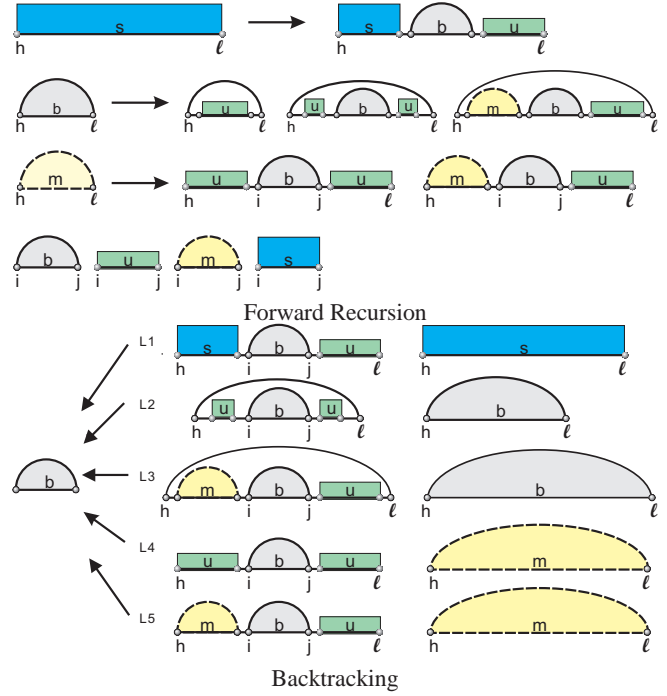 s s b u
h ℓ h ℓ
b u u b u m b u
h ℓ h ℓ h ℓ h ℓ
m u b u m b u
h ℓ h i j ℓ h i j ℓ
b u m s
i j i j i j i j
Forward Recursion
L1 s b u s
h i j ℓ h ℓ
L2 u b u b
h i j ℓ h ℓ
b L3 m b u b
h i j ℓ h ℓ
L4 u b u m
h i j ℓ h ℓ
L5 m b u m
h i j ℓ h ℓ
Backtracking